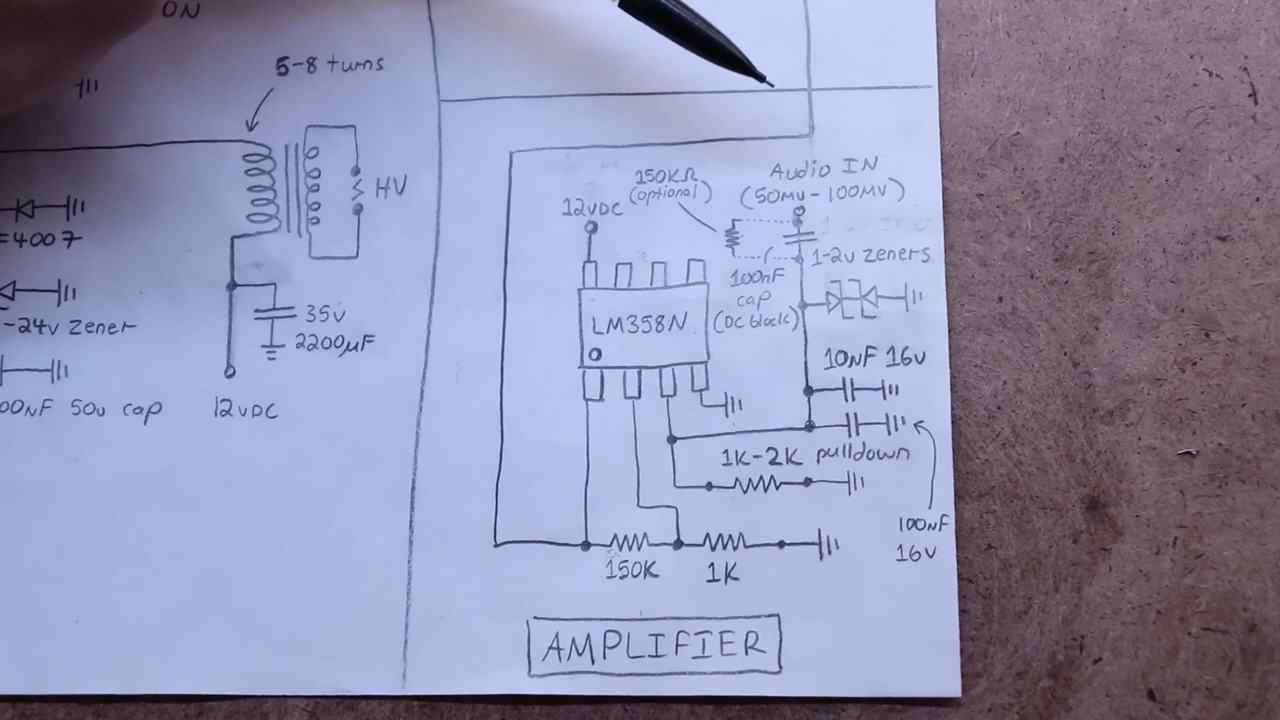 ON
5-8 turns
HV
=4007
-24v zener
35v
2200µF
00NF 50v cap
12VDC
Audio IN
(50MV-100MV)
150KΩ
(optional)
12VDC
1-2v zeners
100nF
cap
(DC block)
LM358N
10NF 16v
1K-2K pulldown
100NF
16V
150K
1K
AMPLIFIER